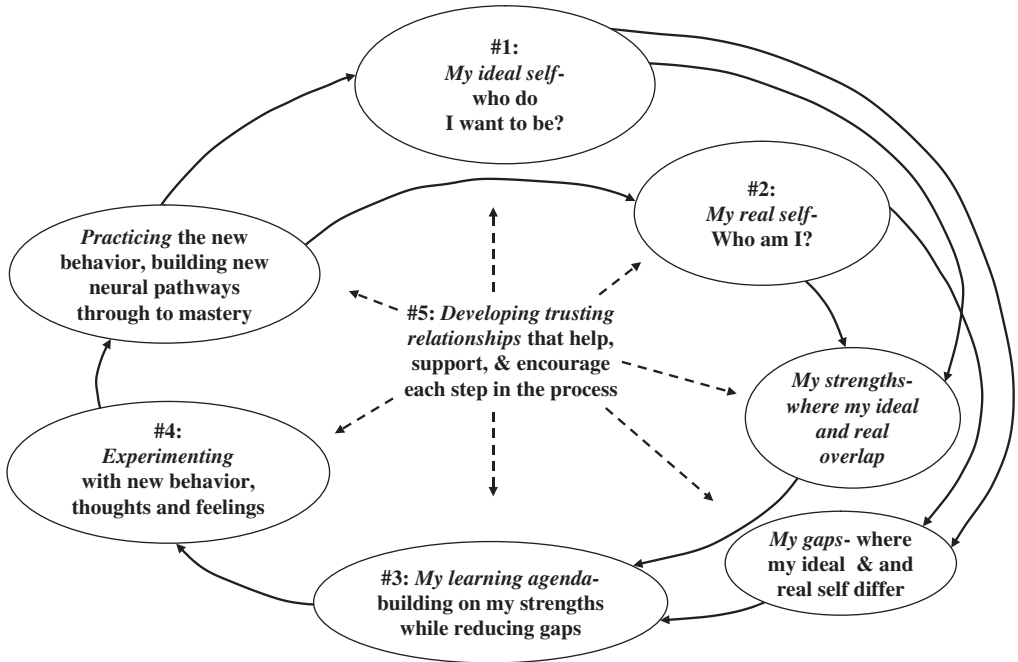 #1:
My ideal self-
who do
I want to be?
#2:
My real self-
Who am I?
Practicing the new
behavior, building new
neural pathways
through to mastery
#5: Developing trusting
relationships that help,
support, & encourage
each step in the process
My strengths-
where my ideal
and real
overlap
#4:
Experimenting
with new behavior,
thoughts and feelings
My gaps- where
my ideal & and
real self differ
#3: My learning agenda-
building on my strengths
while reducing gaps